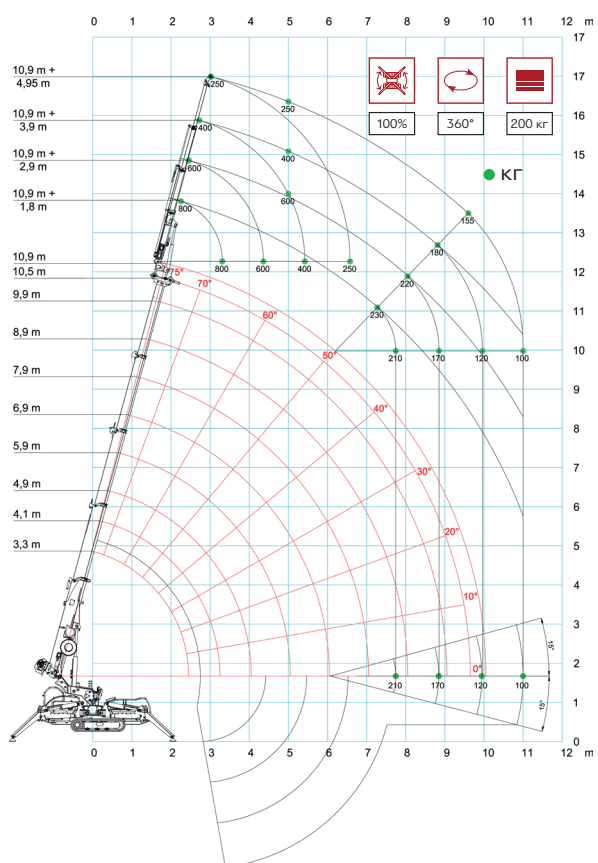 0 1 2 3 4 5 6 7 8 9 10 11 12 m
17
10,9 m +
4,95 m
250
17
250
КГ
100%
360°
200 кг
16
10,9 m +
3,9 m
400
400
15
10,9 m +
2,9 m
600
600
14
10,9 m +
1,8 m
800
155
13
180
10,9 m
800 600 400 250
12
10,5 m
75°
70°
220
9,9 m
60°
230
11
8,9 m
50°
210 170 120 100
10
7,9 m
9
6,9 m
40°
8
5,9 m
30°
7
4,9 m
6
4,1 m
20°
5
3,3 m
10°
4
3
15°
0°
2
210 170 120 100
15°
1
0
0 1 2 3 4 5 6 7 8 9 10 11 12 m